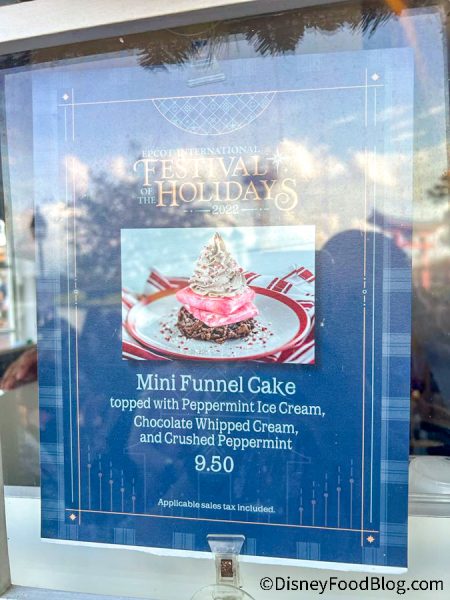 EPCOT INTERNATIONAL
FESTIVAL
OF THE HOLIDAYS
2022
Mini Funnel Cake
topped with Peppermint Ice Cream,
Chocolate Whipped Cream,
and Crushed Peppermint
9.50
Applicable sales tax included.
©DisneyFoodBlog.com